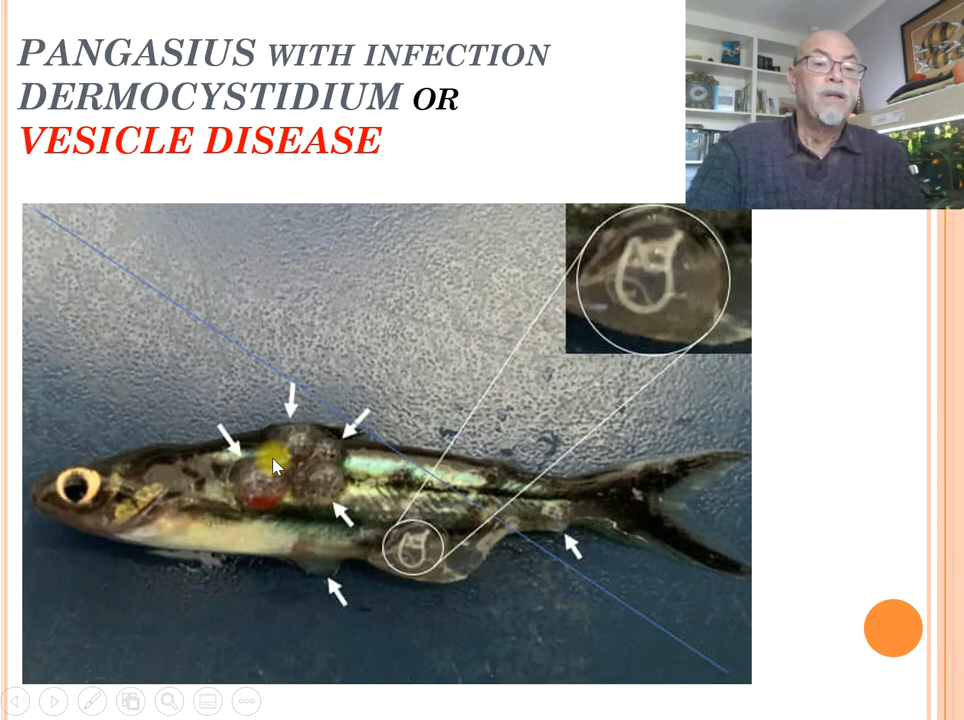 PANGASIUS WITH INFECTION
DERMOCYSTIDIUM OR
VESICLE DISEASE